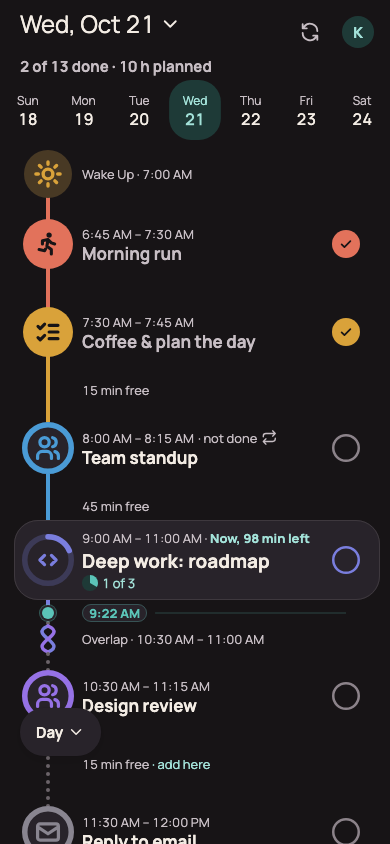 Wed, Oct 21
K
2 of 13 done · 10 h planned
Sun Mon Tue Wed Thu Fri Sat
18 19 20 21 22 23 24
Wake Up · 7:00 AM
6:45 AM – 7:30 AM
Morning run
7:30 AM – 7:45 AM
Coffee & plan the day
15 min free
8:00 AM – 8:15 AM · not done
Team standup
45 min free
9:00 AM – 11:00 AM · Now, 98 min left
Deep work: roadmap
1 of 3
9:22 AM
Overlap · 10:30 AM – 11:00 AM
10:30 AM – 11:15 AM
Design review
Day
15 min free · add here
11:30 AM – 12:00 PM
Reply to email